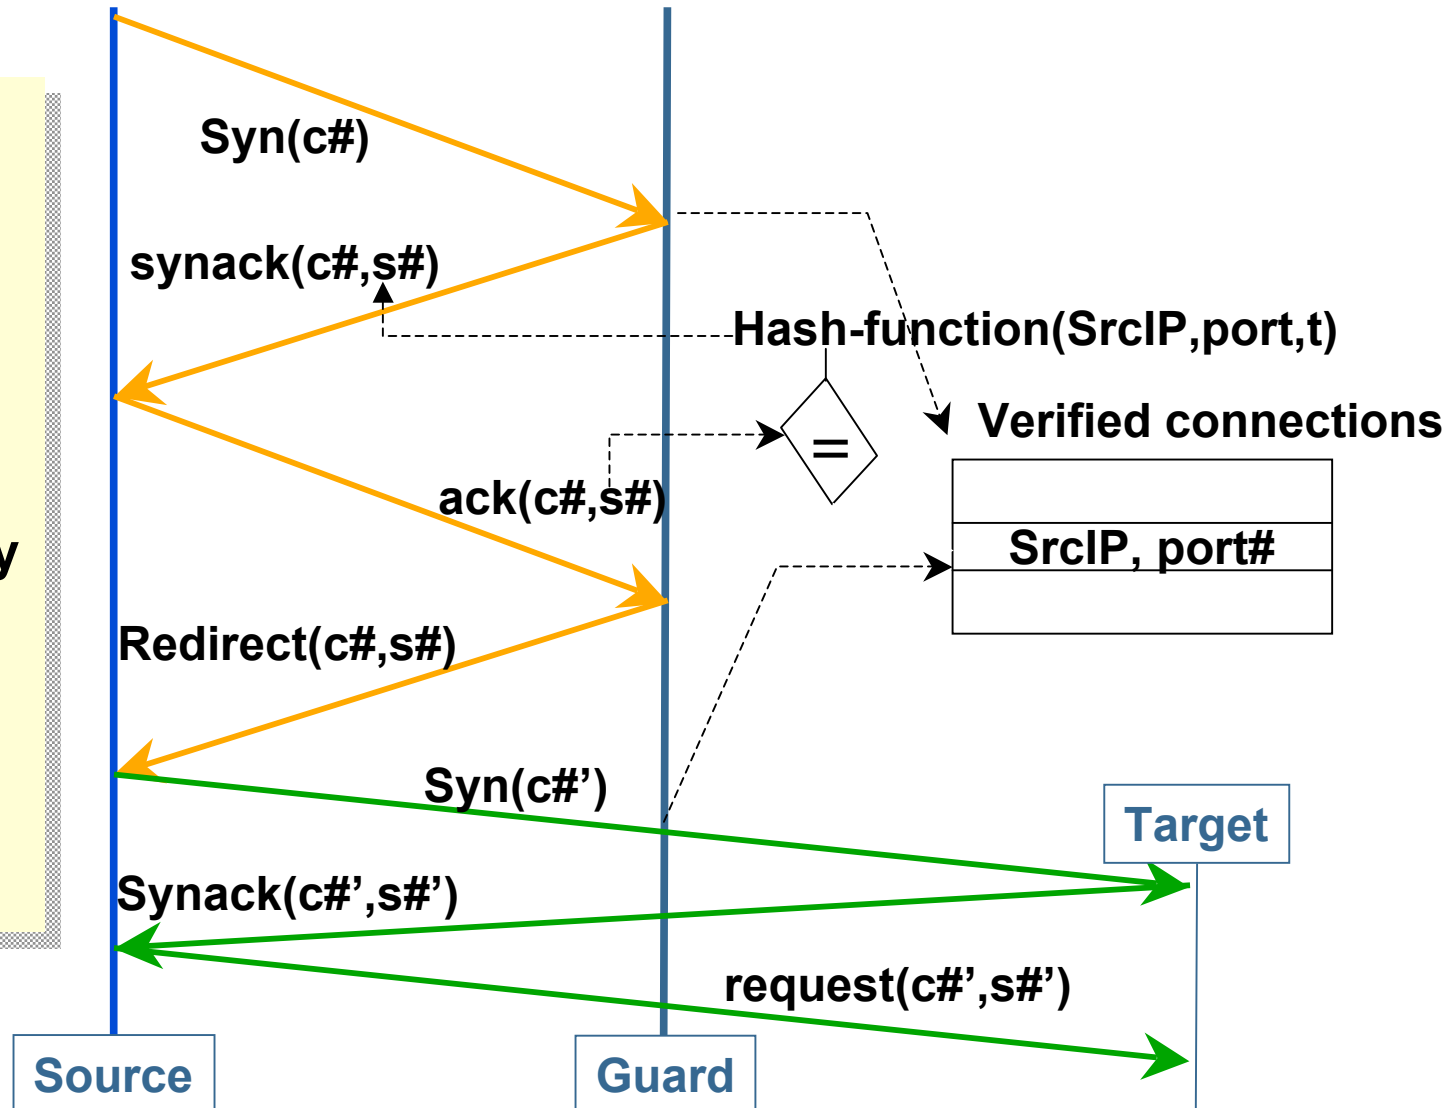 Syn(c#)
synack(c#,s#)
Hash-function(SrcIP,port,t)
Verified connections
=
ack(c#,s#)
y
SrcIP, port#
Redirect(c#,s#)
Syn(c#’)
Target
Synack(c#’,s#’)
request(c#’,s#’)
Source
Guard